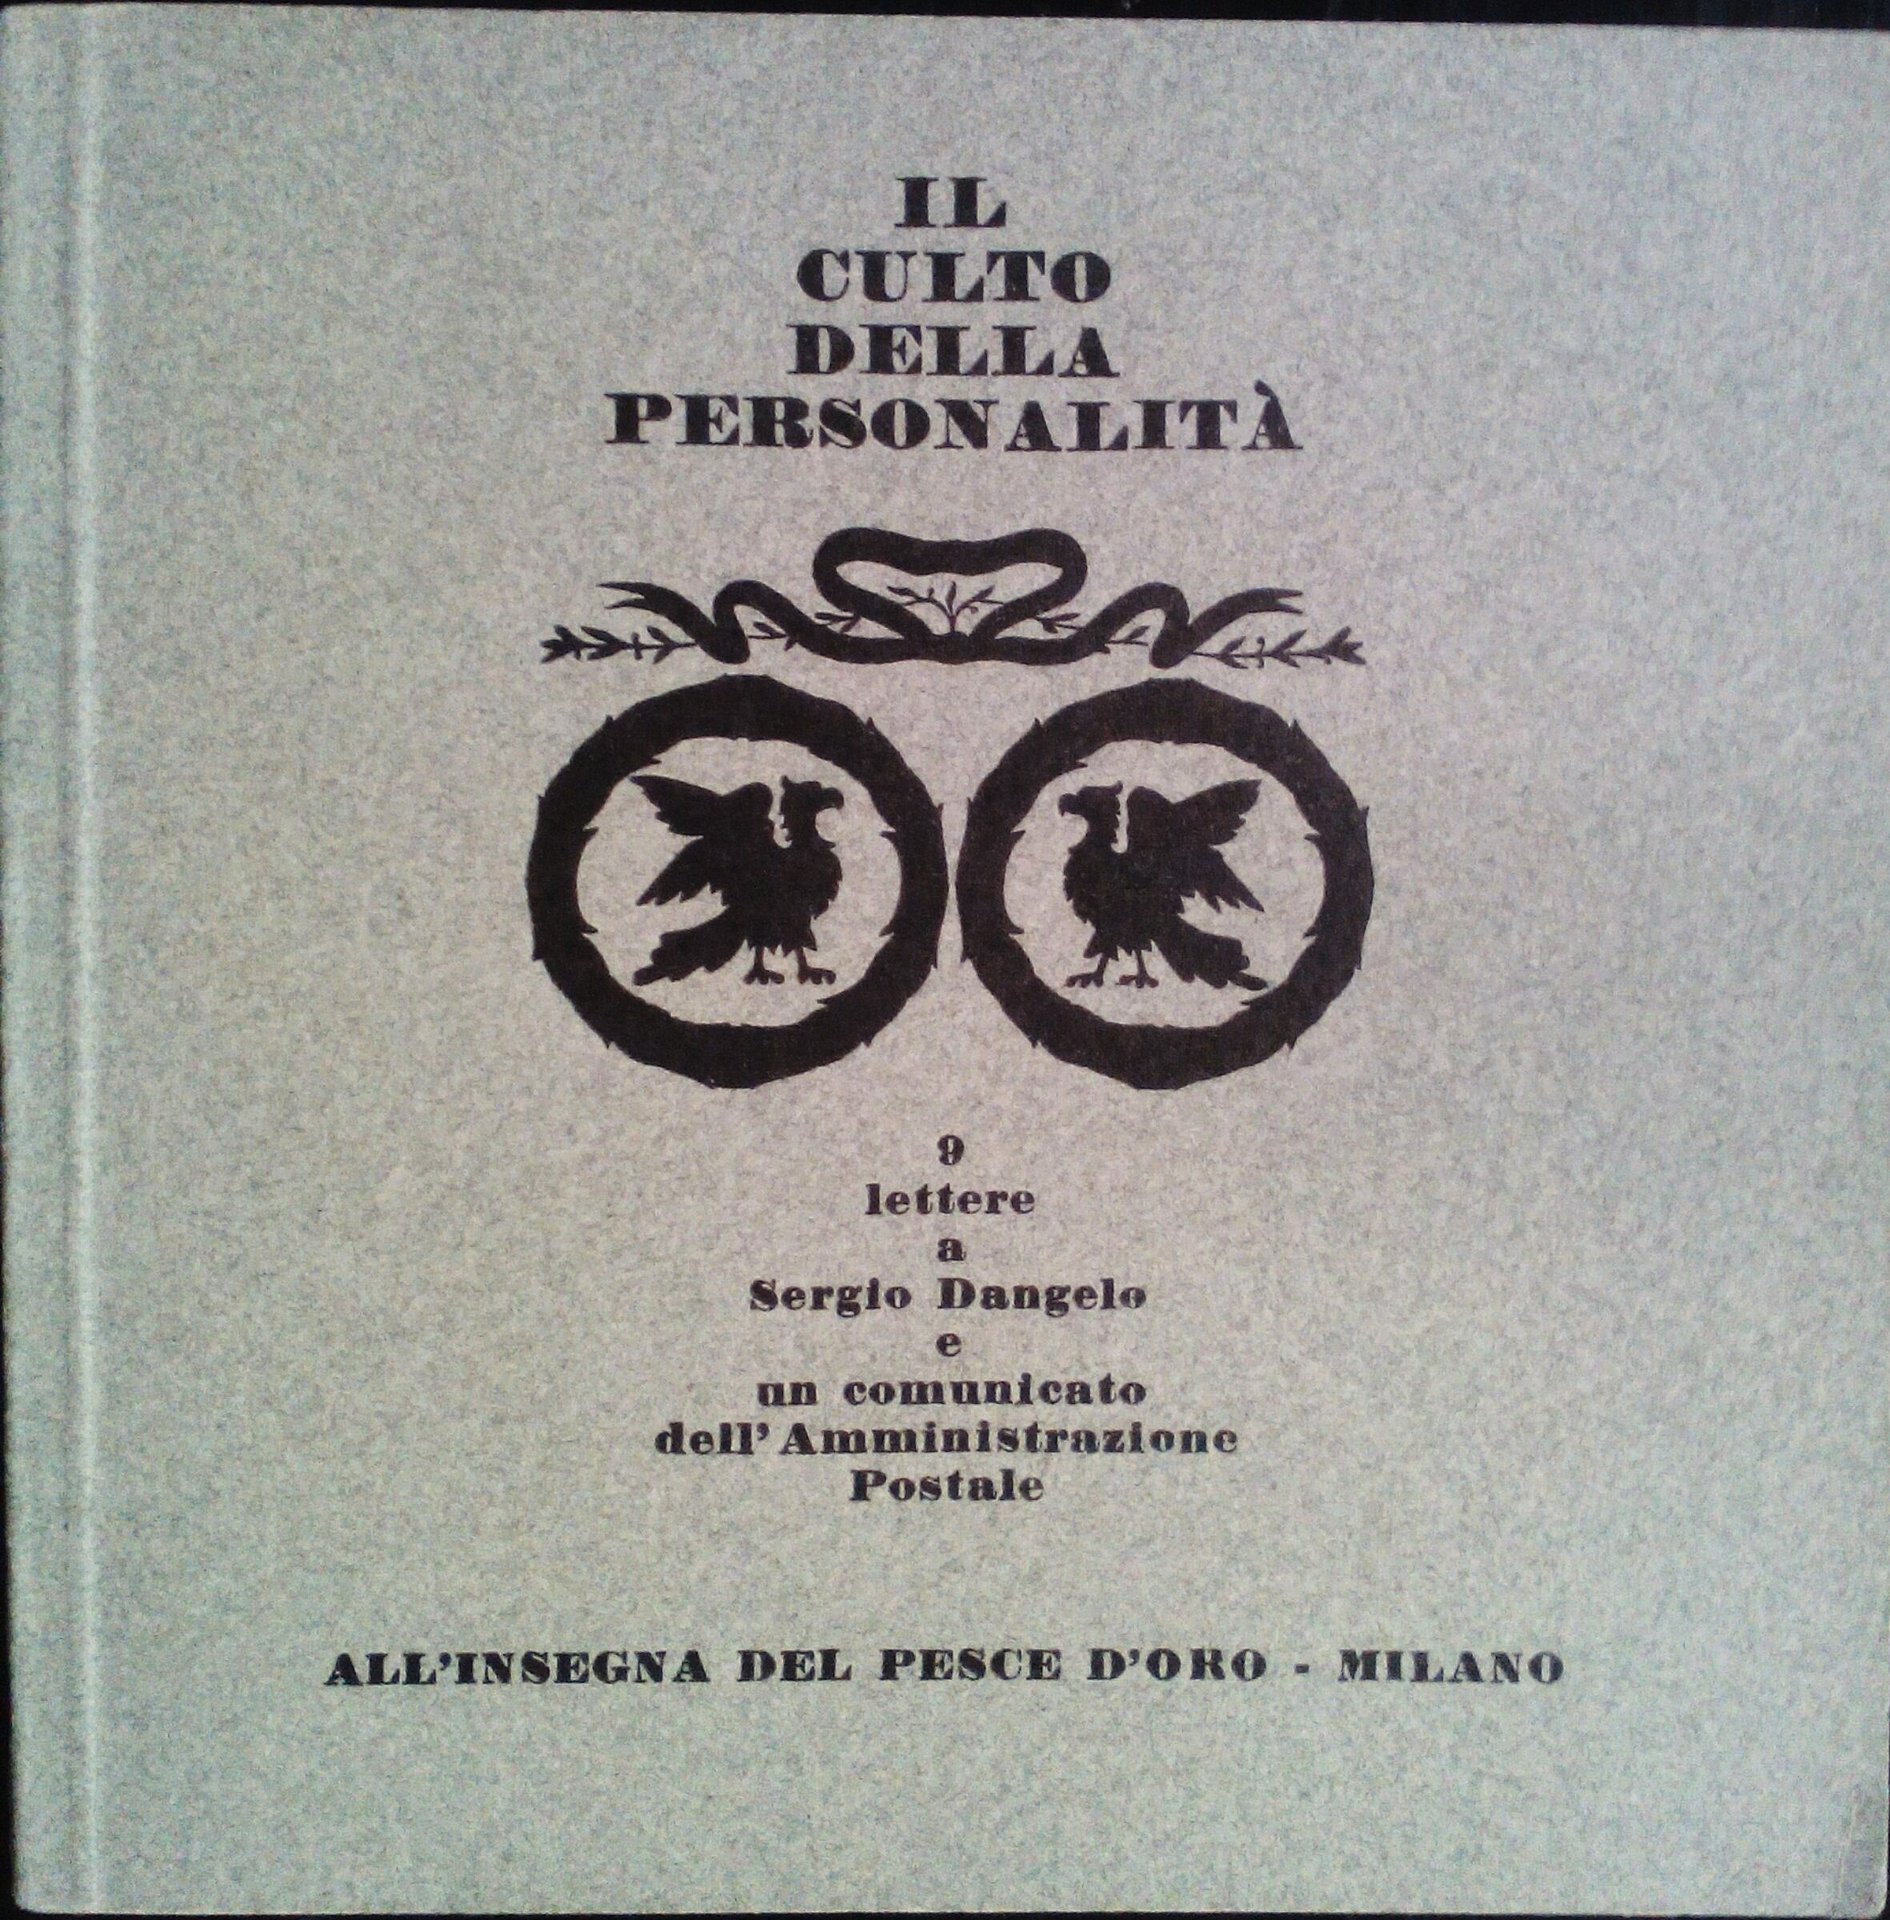 IL
CULTO
DELLA
PERSONALITÀ
9
lettere
a
Sergio Dangelo
e
un comunicato
dell'Amministrazione
Postale
ALL'INSEGNA DEL PESCE D'ORO - MILANO